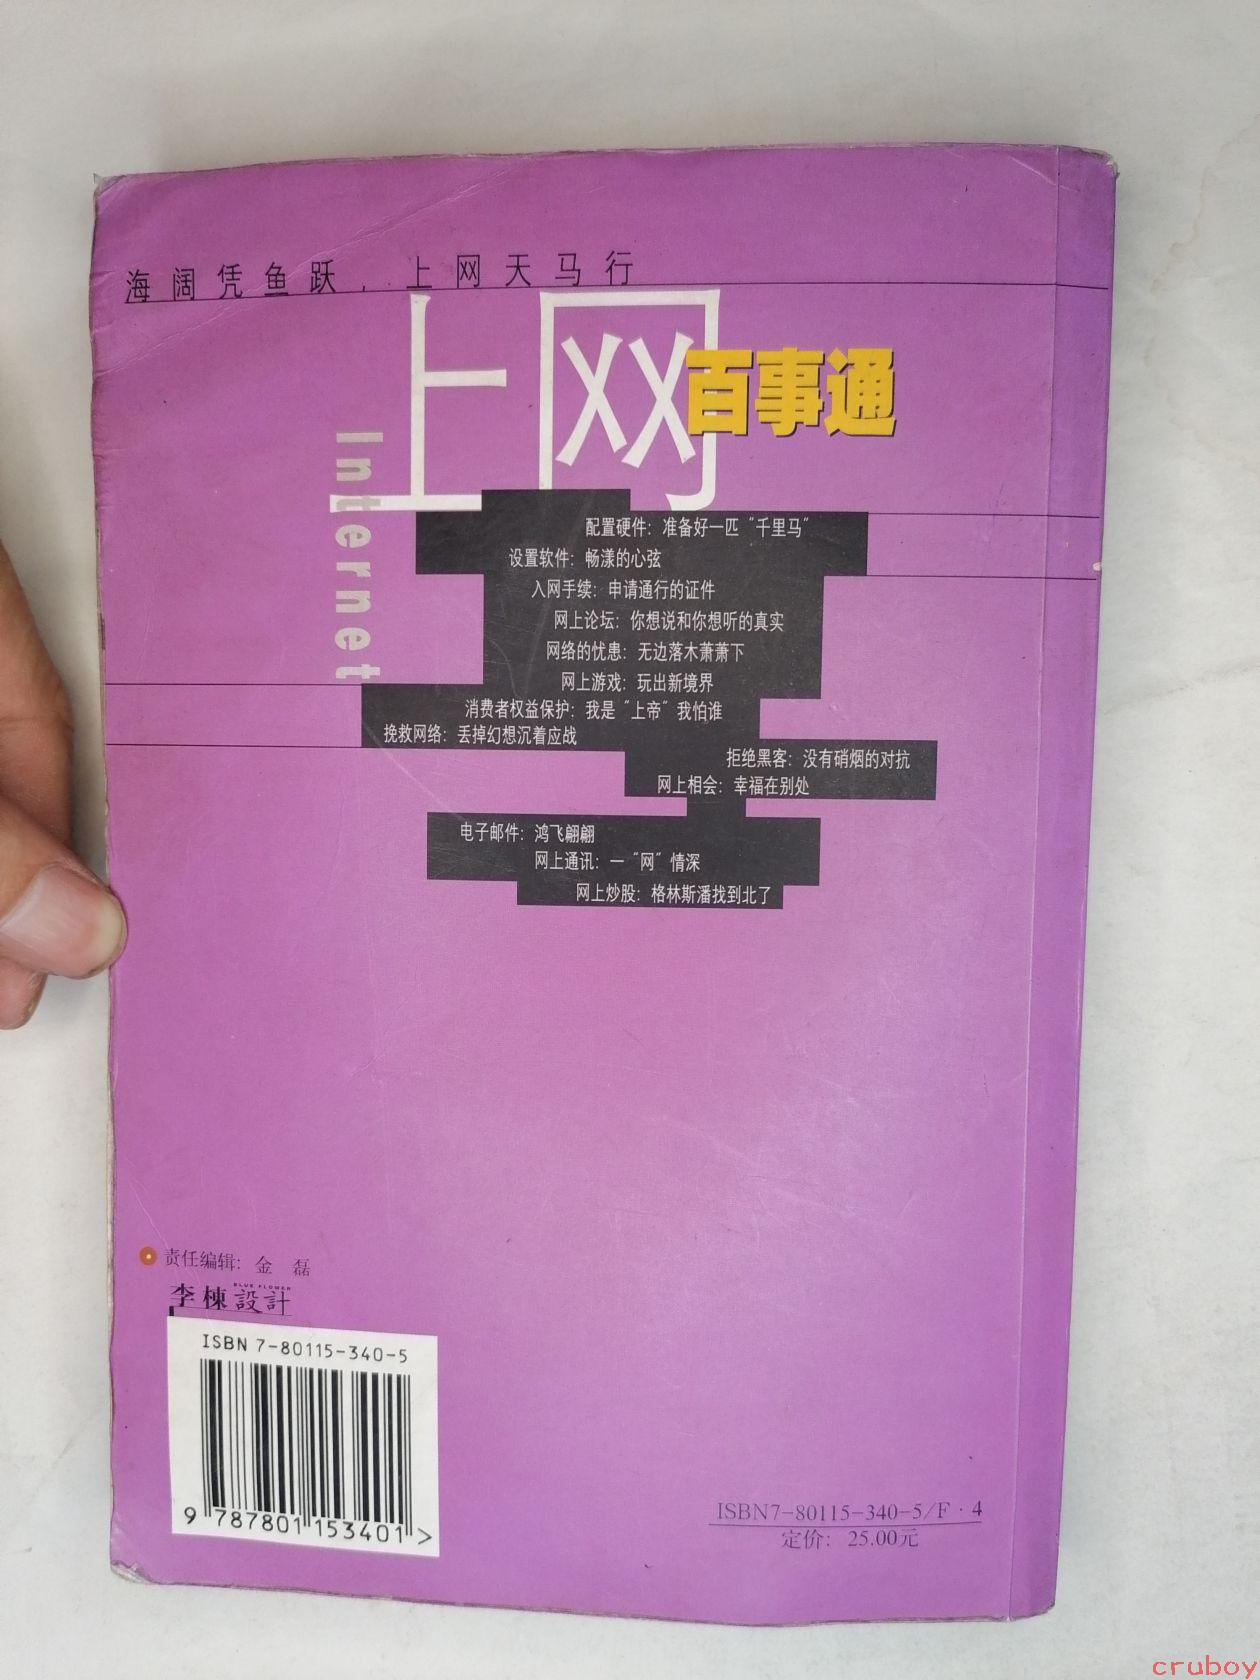 海阔凭鱼跃，上网天马行
上网百事通
Internet
配置硬件：准备好一匹“千里马”
设置软件：畅漾的心弦
入网手续：申请通行的证件
网上论坛：你想说和你想听的真实
网络的忧患：无边落木萧萧下
网上游戏：玩出新境界
消费者权益保护：我是“上帝”我怕谁
挽救网络：丢掉幻想沉着应战
拒绝黑客：没有硝烟的对抗
网上相会：幸福在别处
电子邮件：鸿飞翩翩
网上通讯：一“网”情深
网上炒股：格林斯潘找到北了
责任编辑：金 磊
BLUE FLOWER
李栋設計
ISBN 7-80115-340-5
9 787801 153401 >
ISBN7-80115-340-5/F·4
定价：25.00元
cruboy